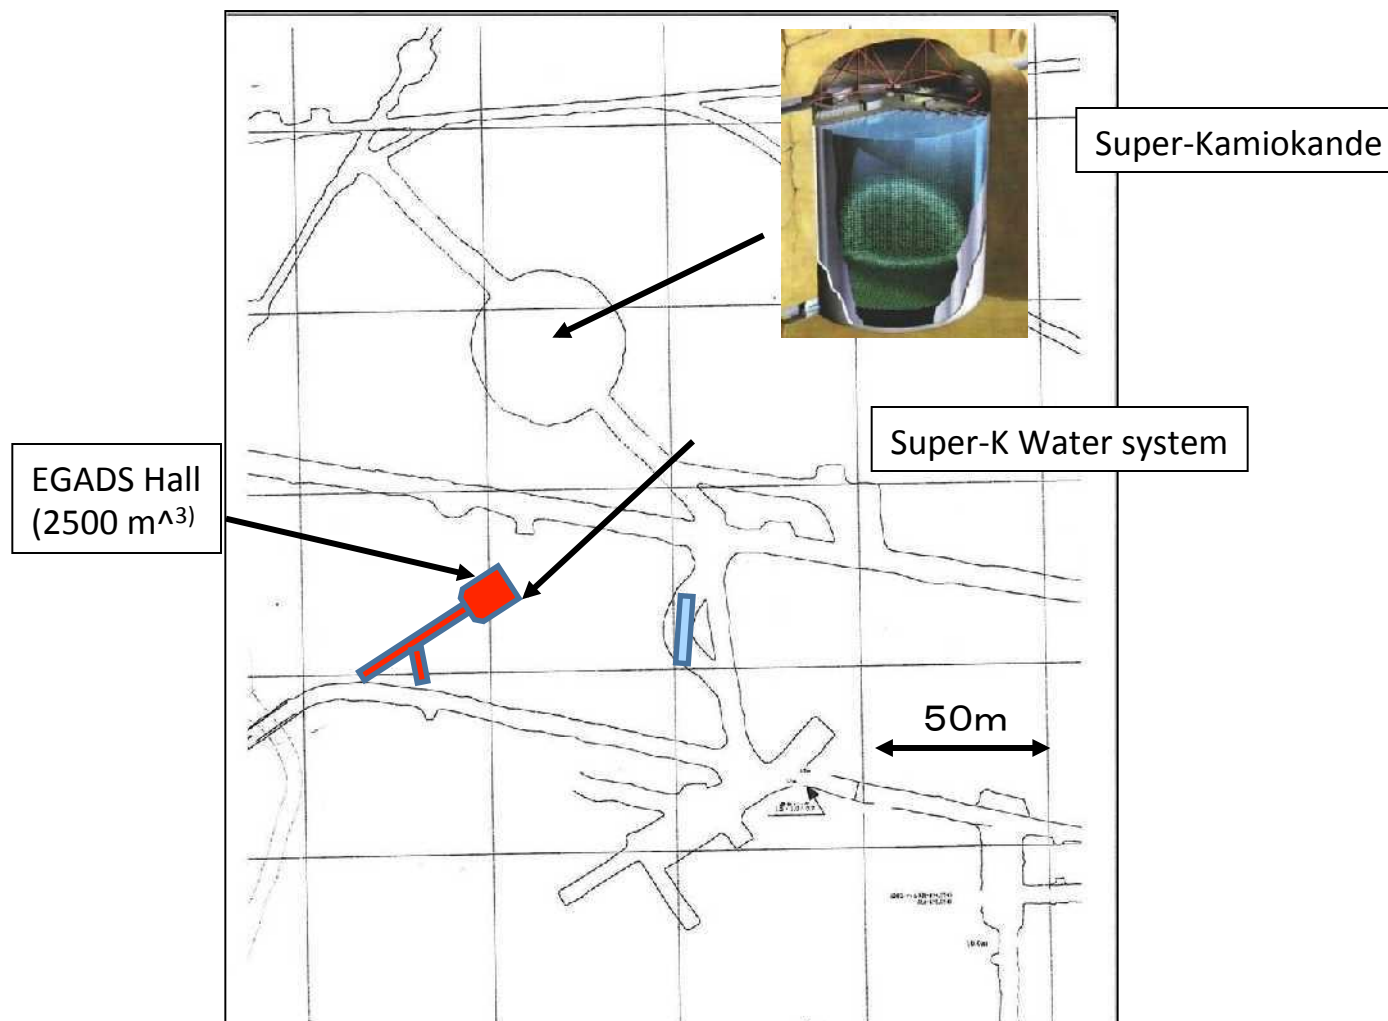 Super-Kamiokande
Super-K Water system
EGADS Hall
(2500 m^3)
50m